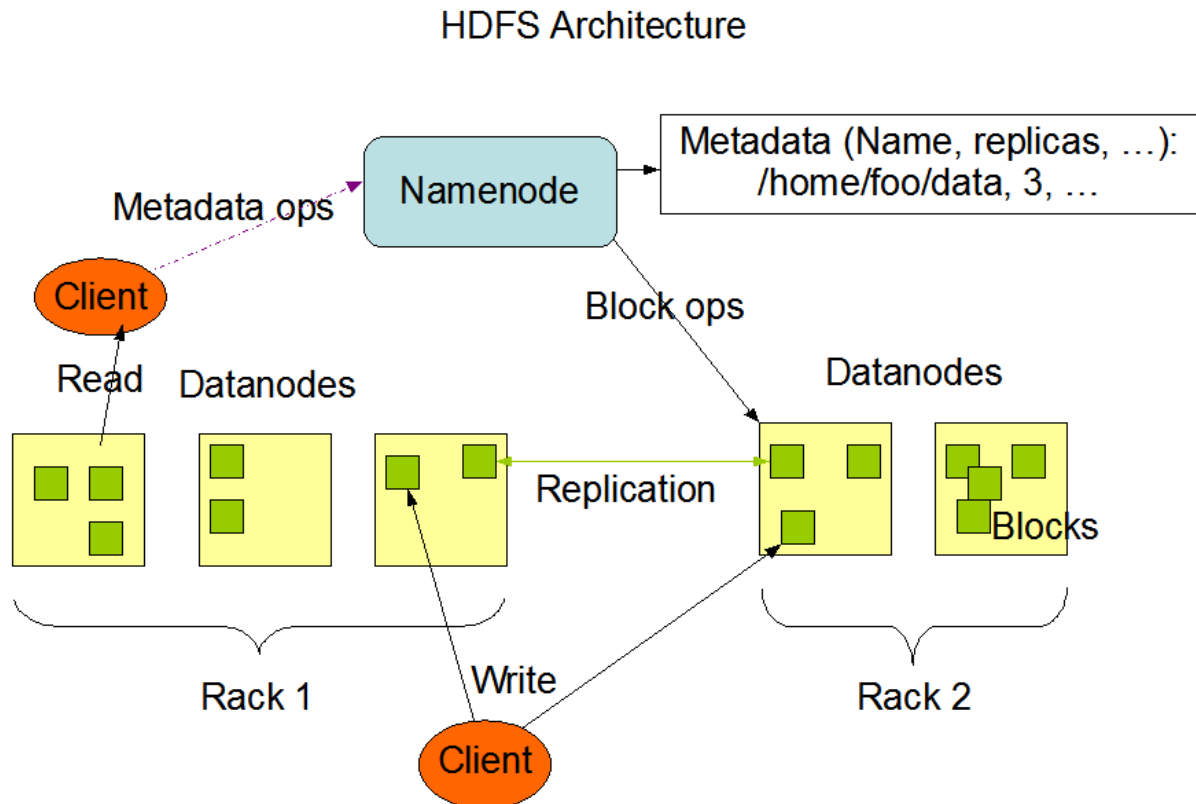 HDFS Architecture
Metadata (Name, replicas, …):
/home/foo/data, 3, …
Namenode
Metadata ops
Client
Block ops
Read
Datanodes
Datanodes
Replication
Blocks
Rack 1
Write
Rack 2
Client